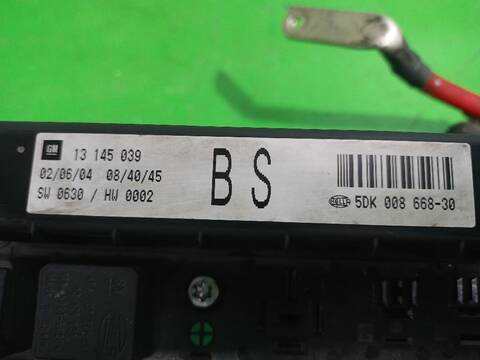 GM 13 145 039
02/06/04 08/40/45
SW 0630 / HW 0002
B S
HELLA 5DK 008 668-30